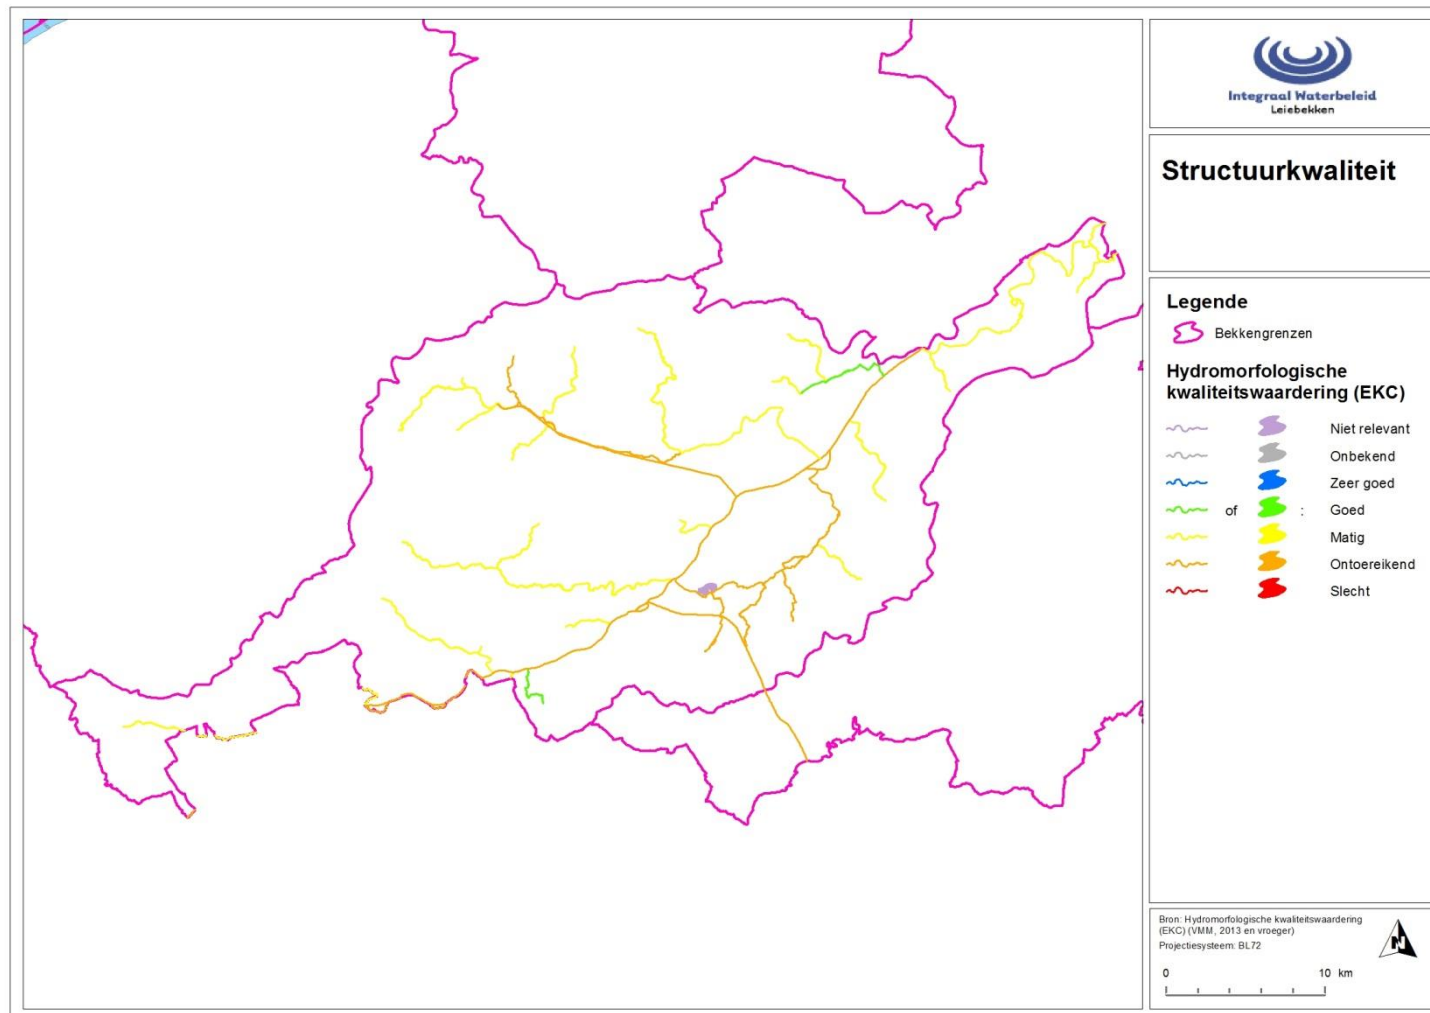 Integraal Waterbeleid
Leiebekken
Structuurkwaliteit
Legende
Bekkengrenzen
Hydromorfologische
kwaliteitswaardering (EKC)
Niet relevant
Onbekend
Zeer goed
of : Goed
Matig
Ontoereikend
Slecht
Bron: Hydromorfologische kwaliteitswaardering
(EKC) (VMM, 2013 en vroeger)
Projectiesysteem: BL72
N
0 10 km